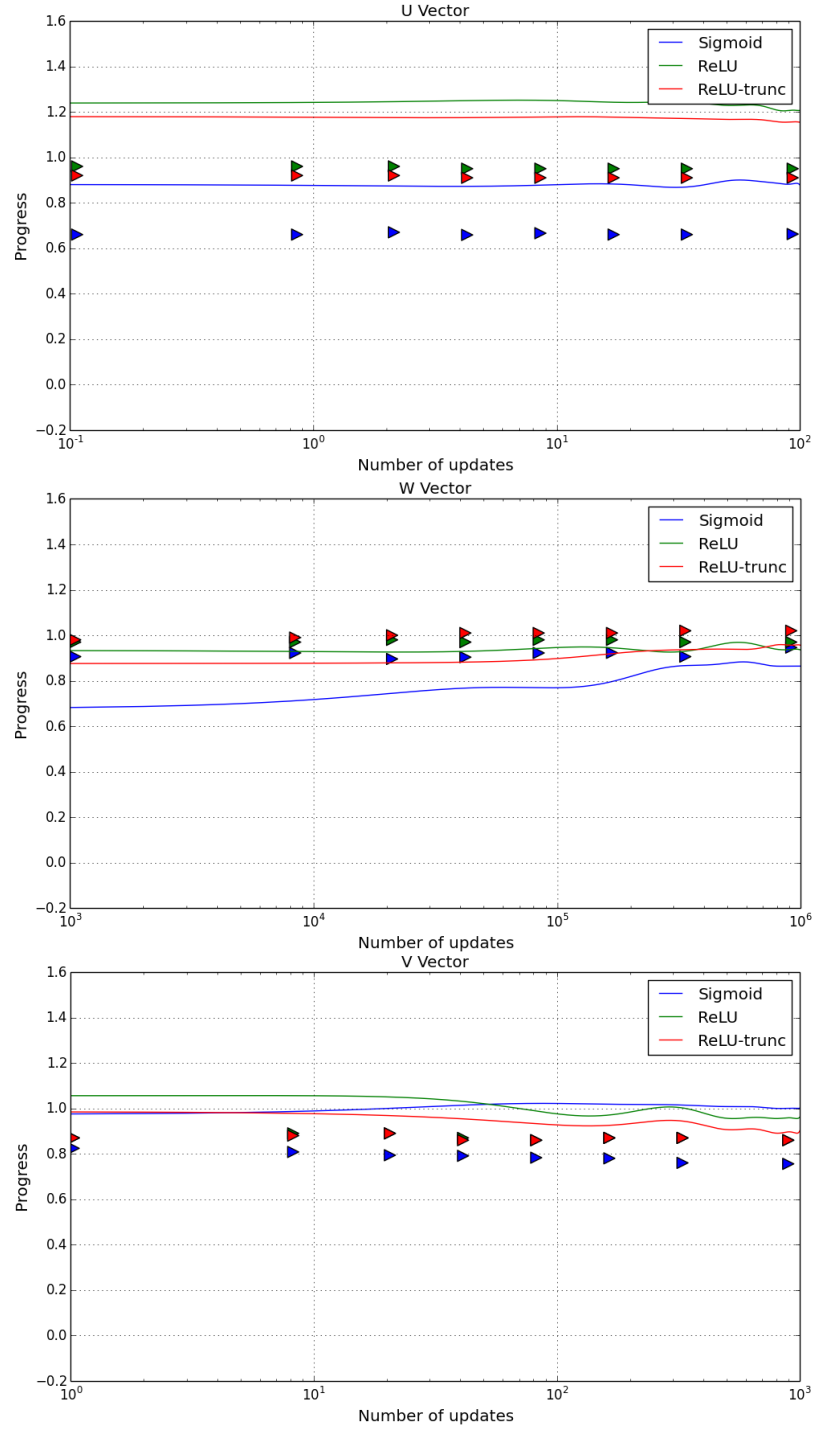 U Vector
1.6
1.4
1.2
1.0
0.8
0.6
0.4
0.2
0.0
−0.2
Progress
Sigmoid
ReLU
ReLU-trunc
10^-1 10^0 10^1 10^2
Number of updates
W Vector
1.6
1.4
1.2
1.0
0.8
0.6
0.4
0.2
0.0
−0.2
Progress
Sigmoid
ReLU
ReLU-trunc
10^3 10^4 10^5 10^6
Number of updates
V Vector
1.6
1.4
1.2
1.0
0.8
0.6
0.4
0.2
0.0
−0.2
Progress
Sigmoid
ReLU
ReLU-trunc
10^0 10^1 10^2 10^3
Number of updates